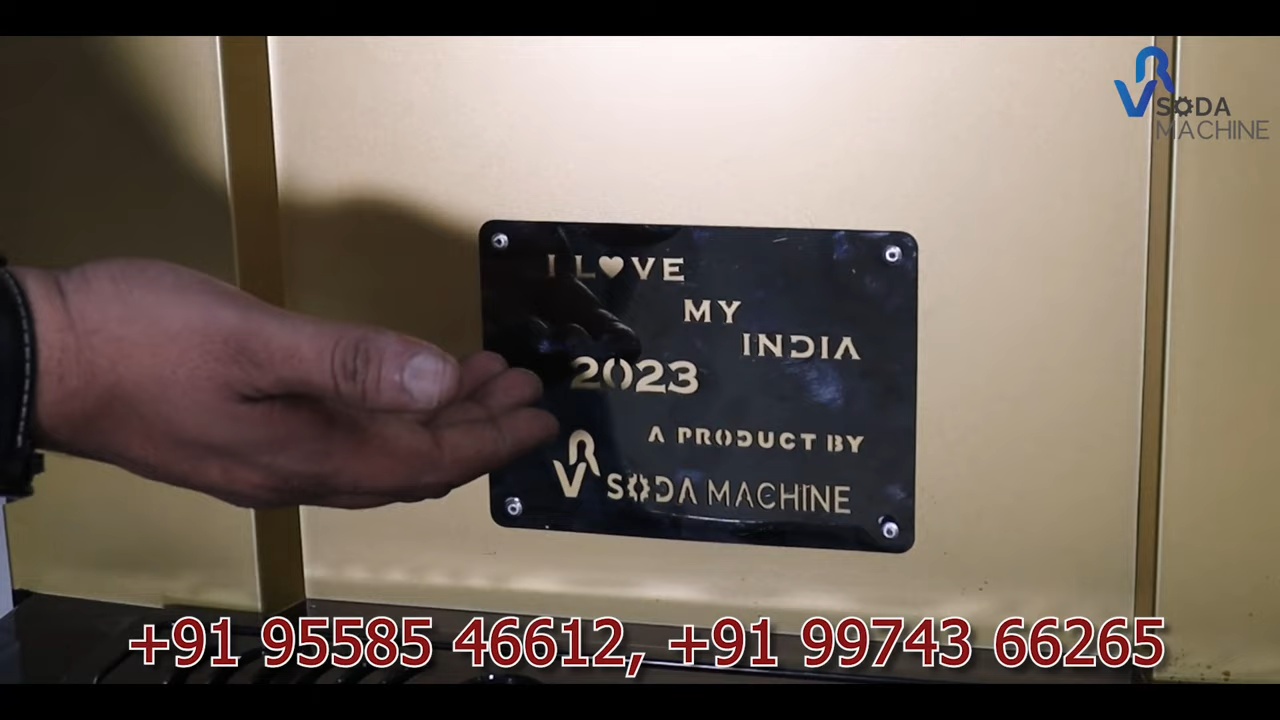 VR SODA
MACHINE
I L♥VE
MY
INDIA
2023
A PRODUCT BY
VR SODA MACHINE
+91 95585 46612, +91 99743 66265